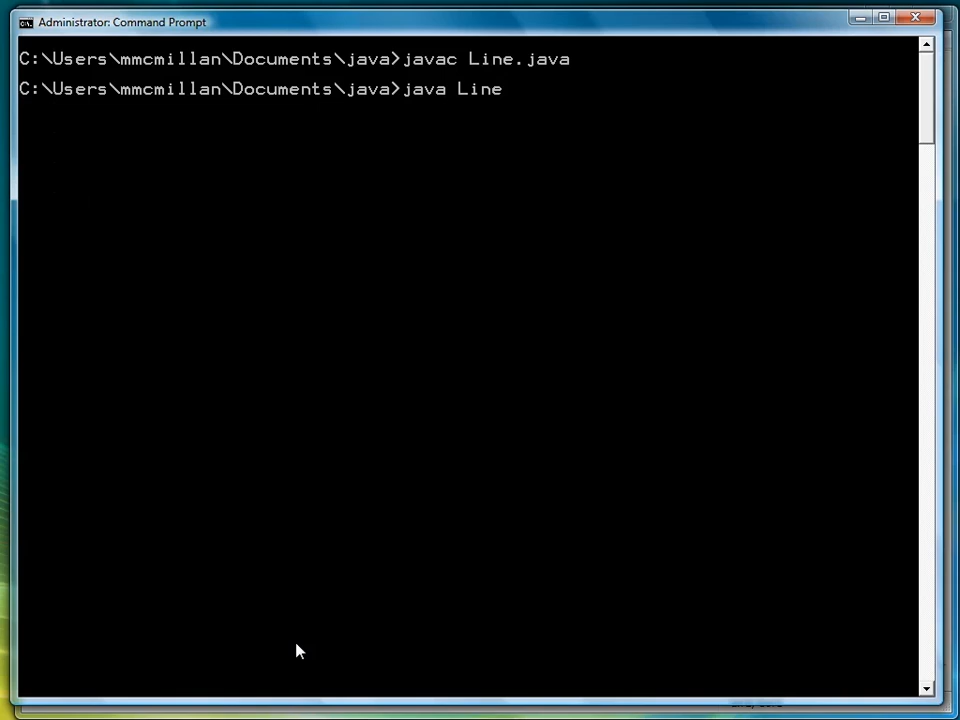 Administrator: Command Prompt
C:\Users\mmcmillan\Documents\java>javac Line.java
C:\Users\mmcmillan\Documents\java>java Line